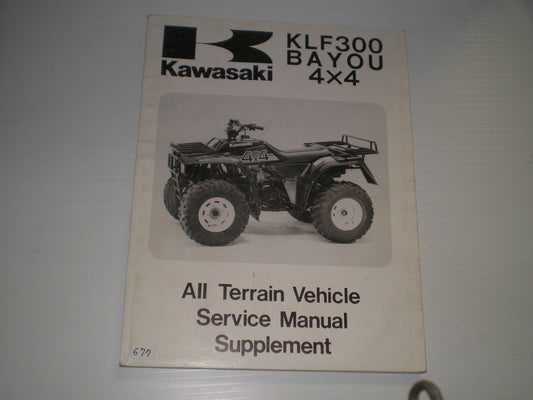 Kawasaki
KLF300
BAYOU
4×4
4×4
All Terrain Vehicle
Service Manual
Supplement
677